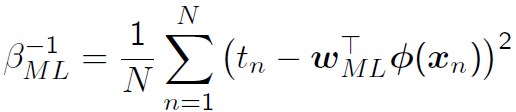 β_{ML}^{-1} = \frac{1}{N} \sum_{n=1}^{N} (t_n − w_{ML}^⊤ ϕ(x_n))^2